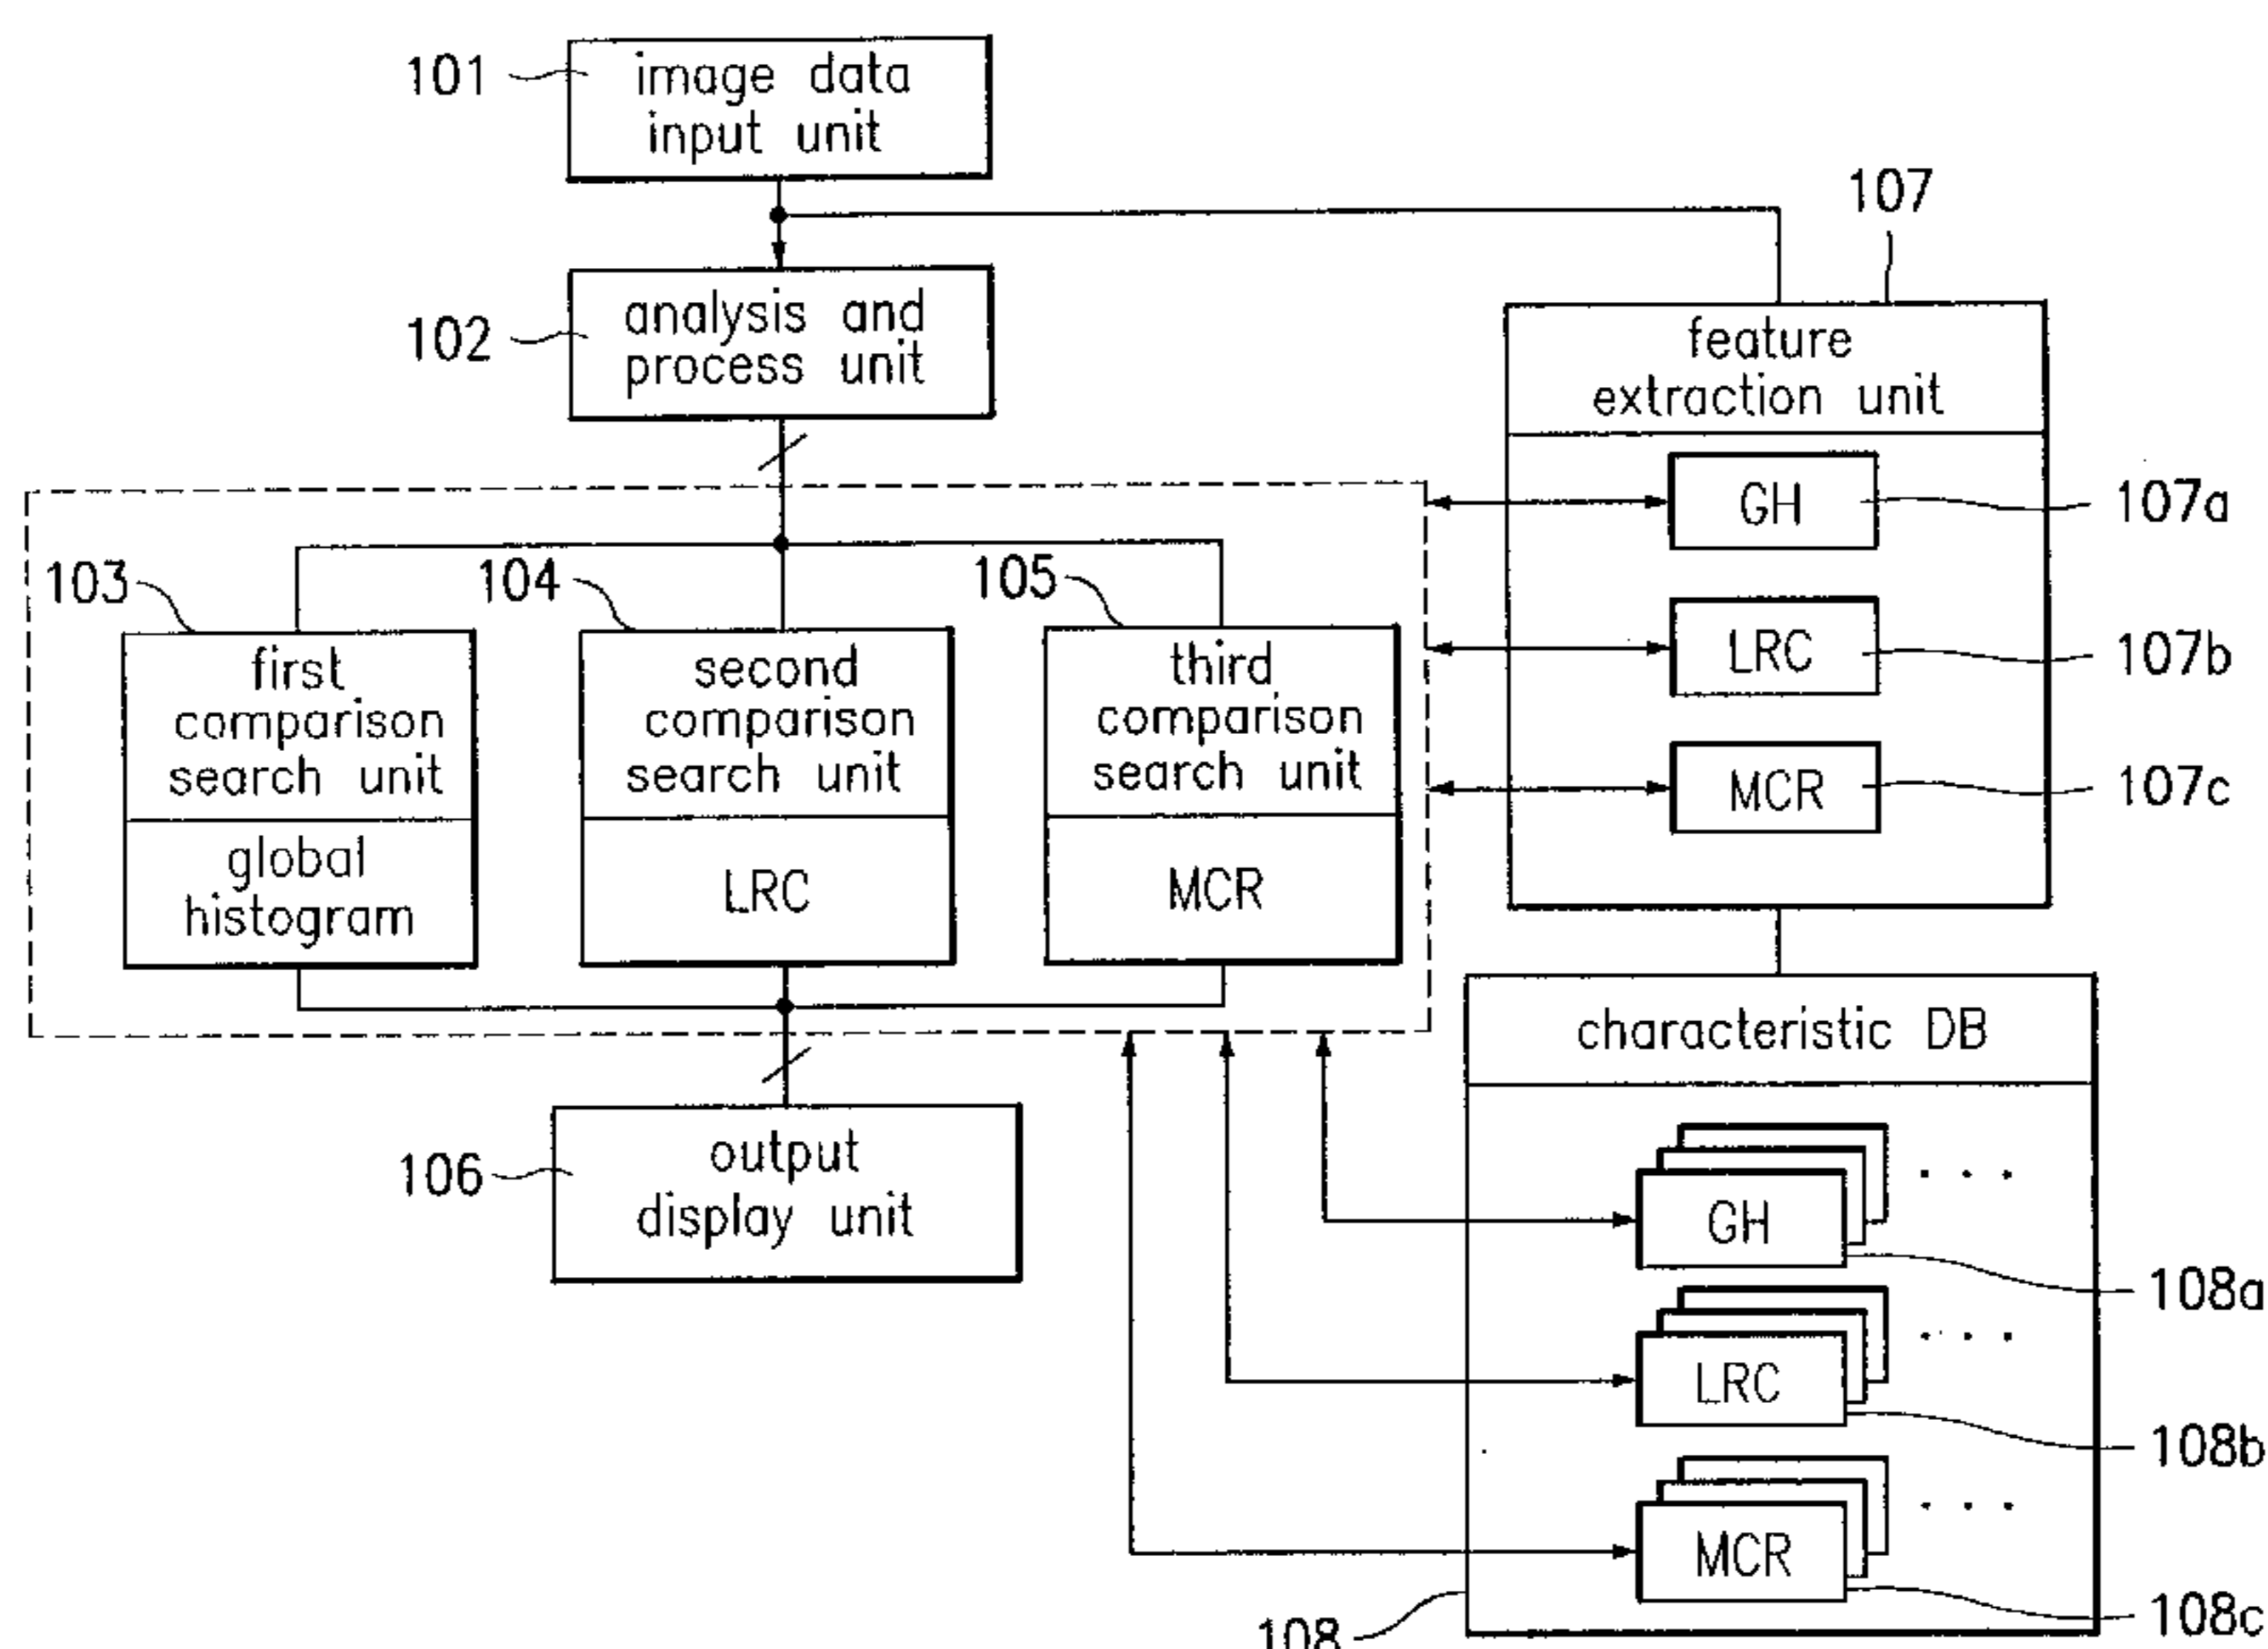 101
image data
input unit
107
102
analysis and
process unit
feature
extraction unit
GH
107a
103
104
105
LRC
107b
first
comparison
search unit
second
comparison
search unit
third
comparison
search unit
MCR
107c
global
histogram
LRC
MCR
characteristic DB
106
output
display unit
GH
. . .
108a
LRC
. . .
108b
MCR
. . .
108c
108